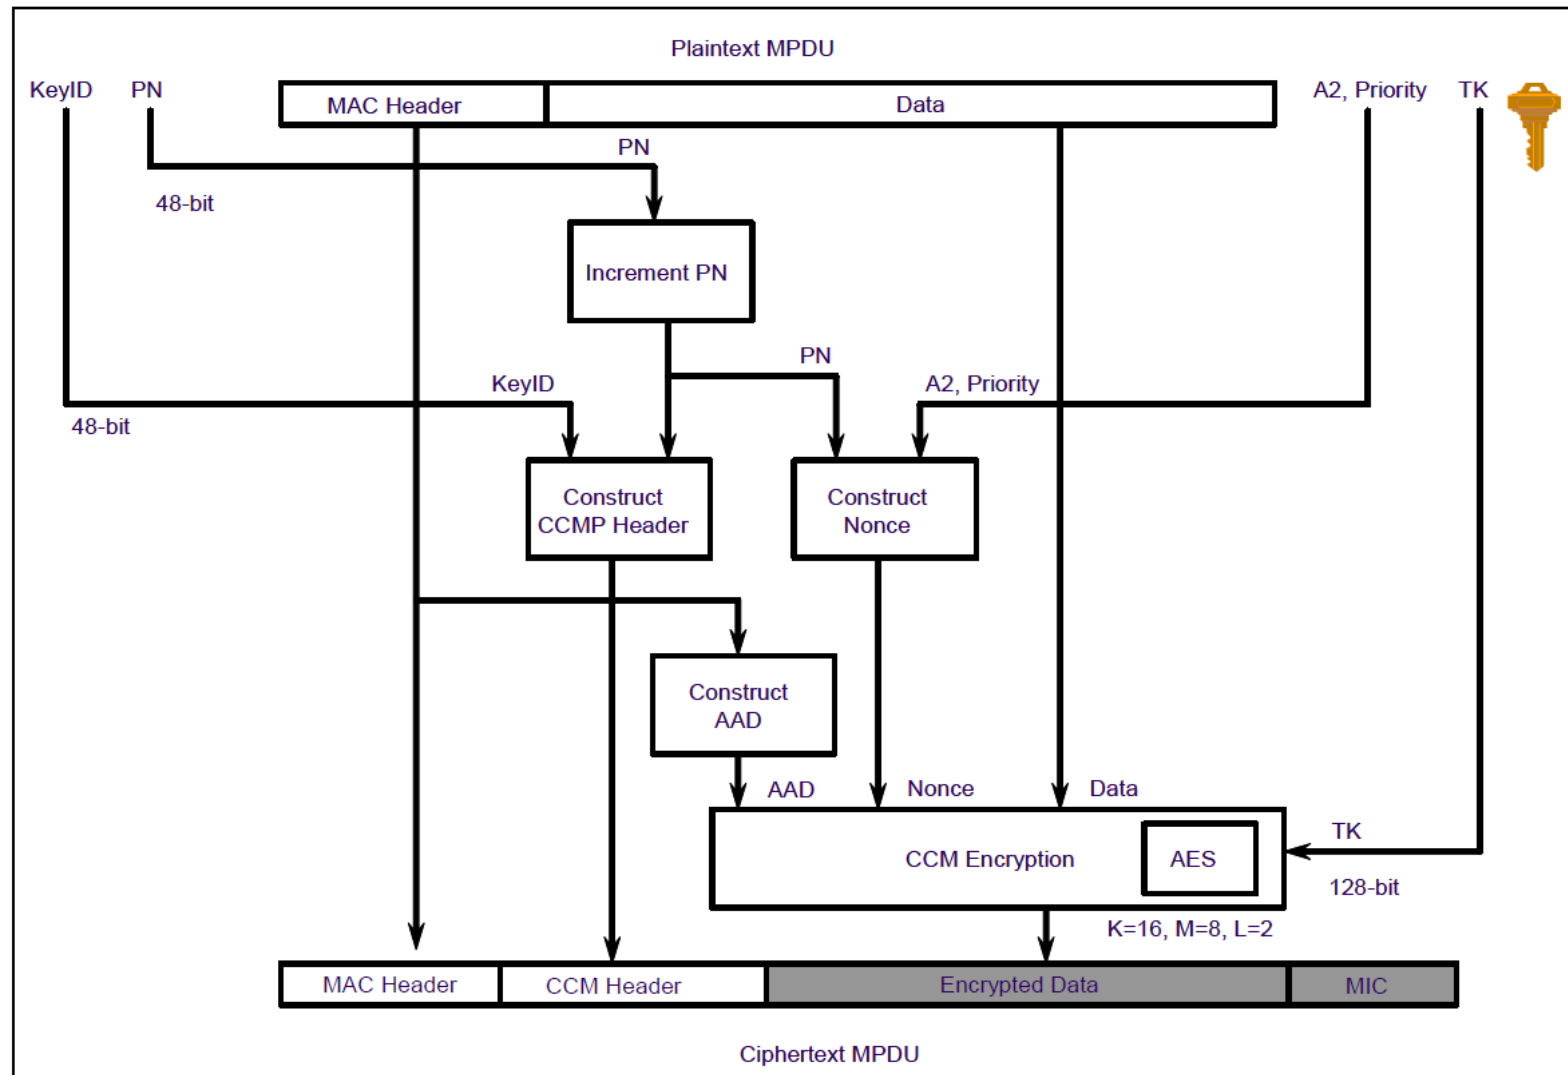 Plaintext MPDU
KeyID
PN
A2, Priority
TK
MAC Header
Data
PN
48-bit
Increment PN
PN
KeyID
A2, Priority
48-bit
Construct
CCMP Header
Construct
Nonce
Construct
AAD
AAD
Nonce
Data
TK
CCM Encryption
AES
128-bit
K=16, M=8, L=2
MAC Header
CCM Header
Encrypted Data
MIC
Ciphertext MPDU